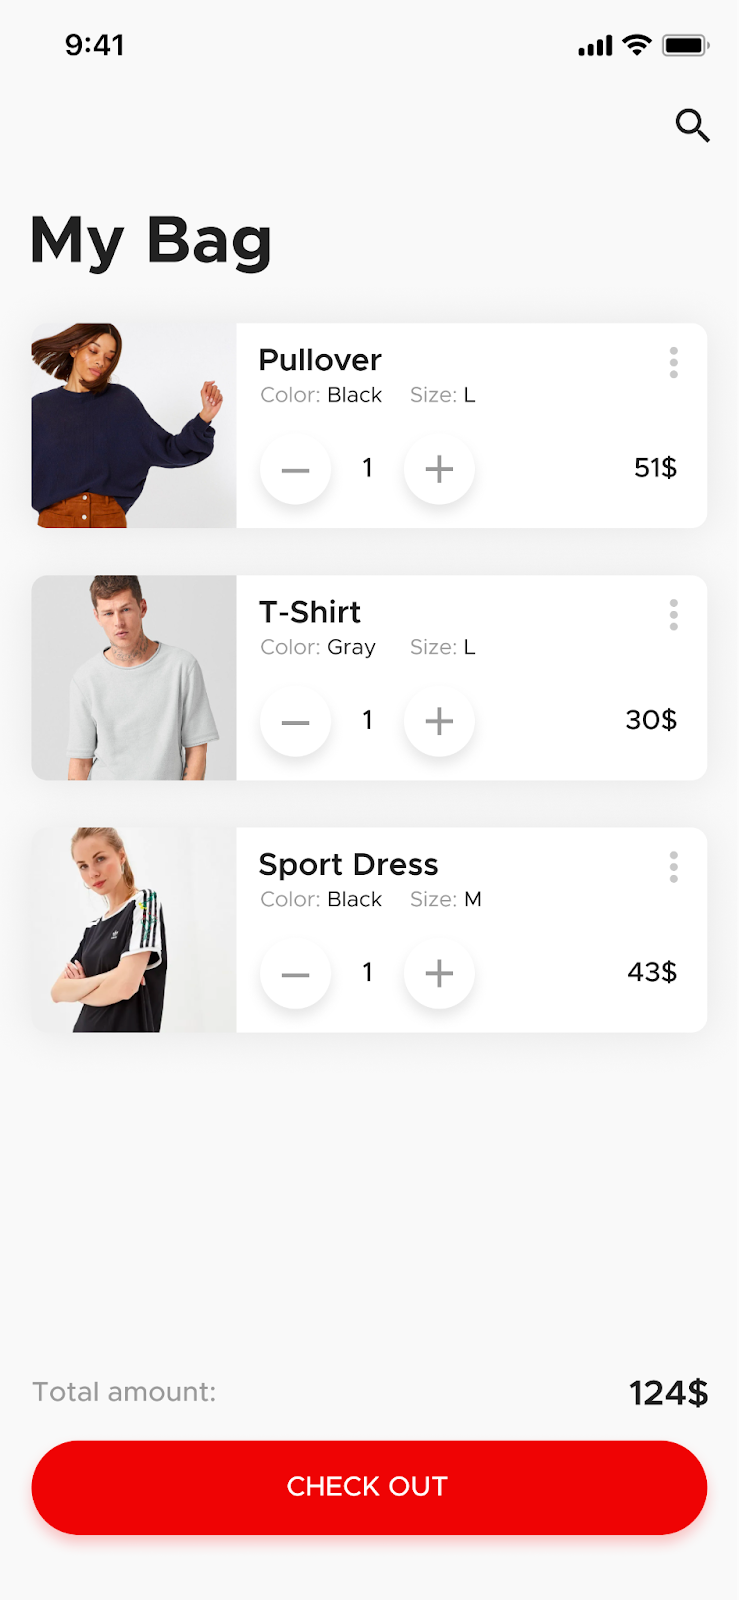 9:41
My Bag
Pullover
Color: Black Size: L
1 51$
T-Shirt
Color: Gray Size: L
1 30$
Sport Dress
Color: Black Size: M
1 43$
Total amount: 124$
CHECK OUT